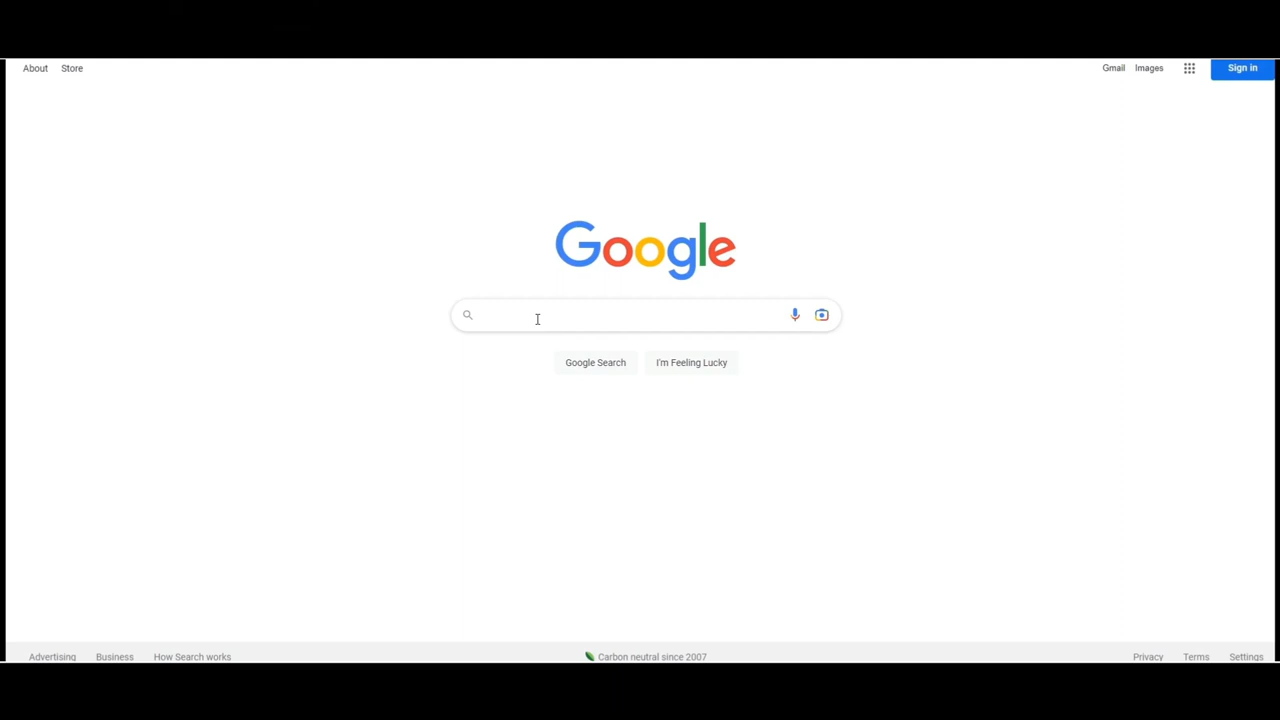 About Store Gmail Images Sign in
Google
Google Search I'm Feeling Lucky
Advertising Business How Search works Carbon neutral since 2007 Privacy Terms Settings